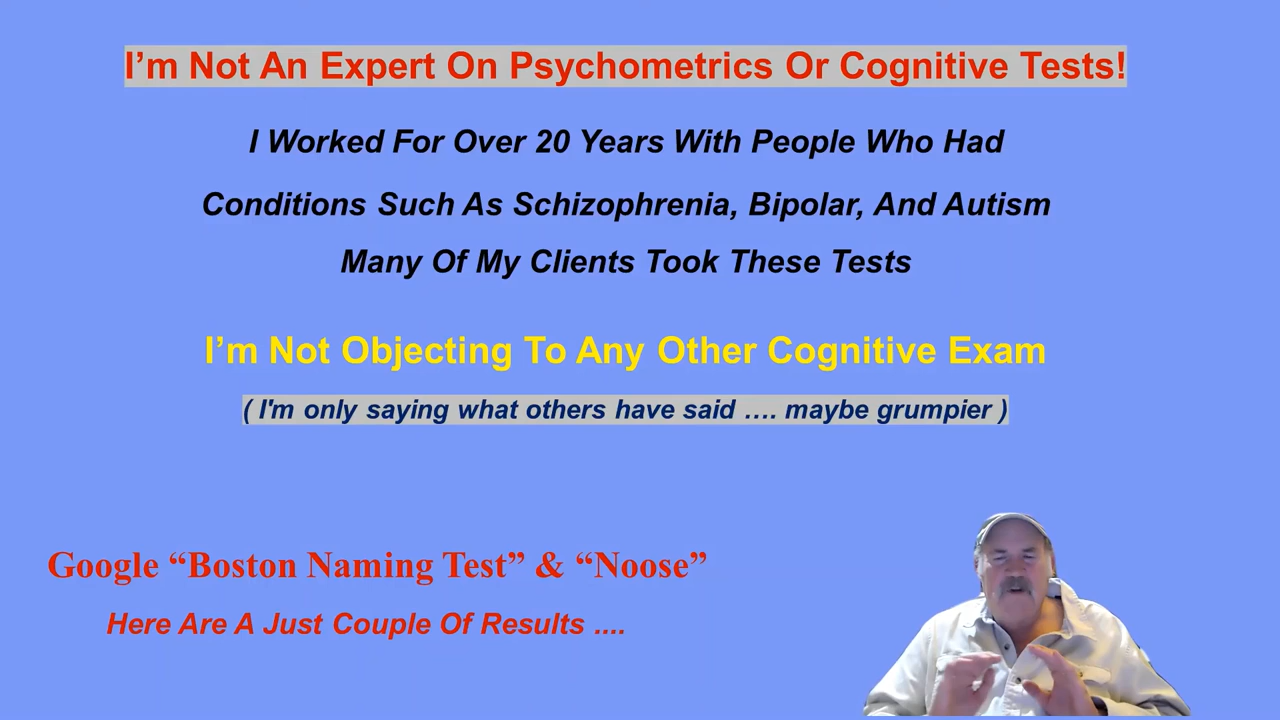 I’m Not An Expert On Psychometrics Or Cognitive Tests!
I Worked For Over 20 Years With People Who Had
Conditions Such As Schizophrenia, Bipolar, And Autism
Many Of My Clients Took These Tests
I’m Not Objecting To Any Other Cognitive Exam
( I'm only saying what others have said …. maybe grumpier )
Google “Boston Naming Test” & “Noose”
Here Are A Just Couple Of Results ....